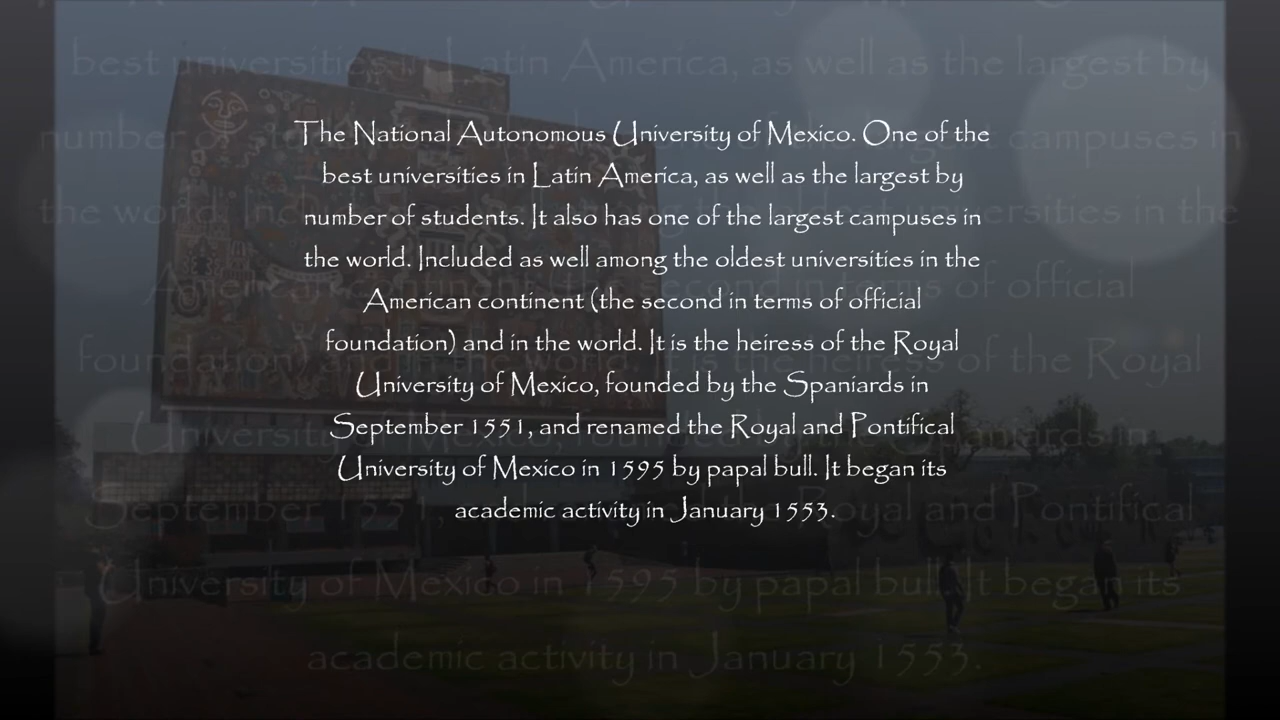 The National Autonomous University of Mexico. One of the
best universities in Latin America, as well as the largest by
number of students. It also has one of the largest campuses in
the world. Included as well among the oldest universities in the
American continent (the second in terms of official
foundation) and in the world. It is the heiress of the Royal
University of Mexico, founded by the Spaniards in
September 1551, and renamed the Royal and Pontifical
University of Mexico in 1595 by papal bull. It began its
academic activity in January 1553.